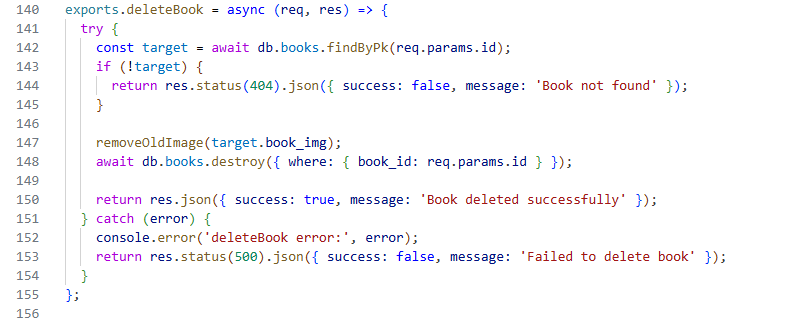 140 exports.deleteBook = async (req, res) => {
141   try {
142     const target = await db.books.findByPk(req.params.id);
143     if (!target) {
144       return res.status(404).json({ success: false, message: 'Book not found' });
145     }
146
147     removeOldImage(target.book_img);
148     await db.books.destroy({ where: { book_id: req.params.id } });
149
150     return res.json({ success: true, message: 'Book deleted successfully' });
151   } catch (error) {
152     console.error('deleteBook error:', error);
153     return res.status(500).json({ success: false, message: 'Failed to delete book' });
154   }
155 };
156